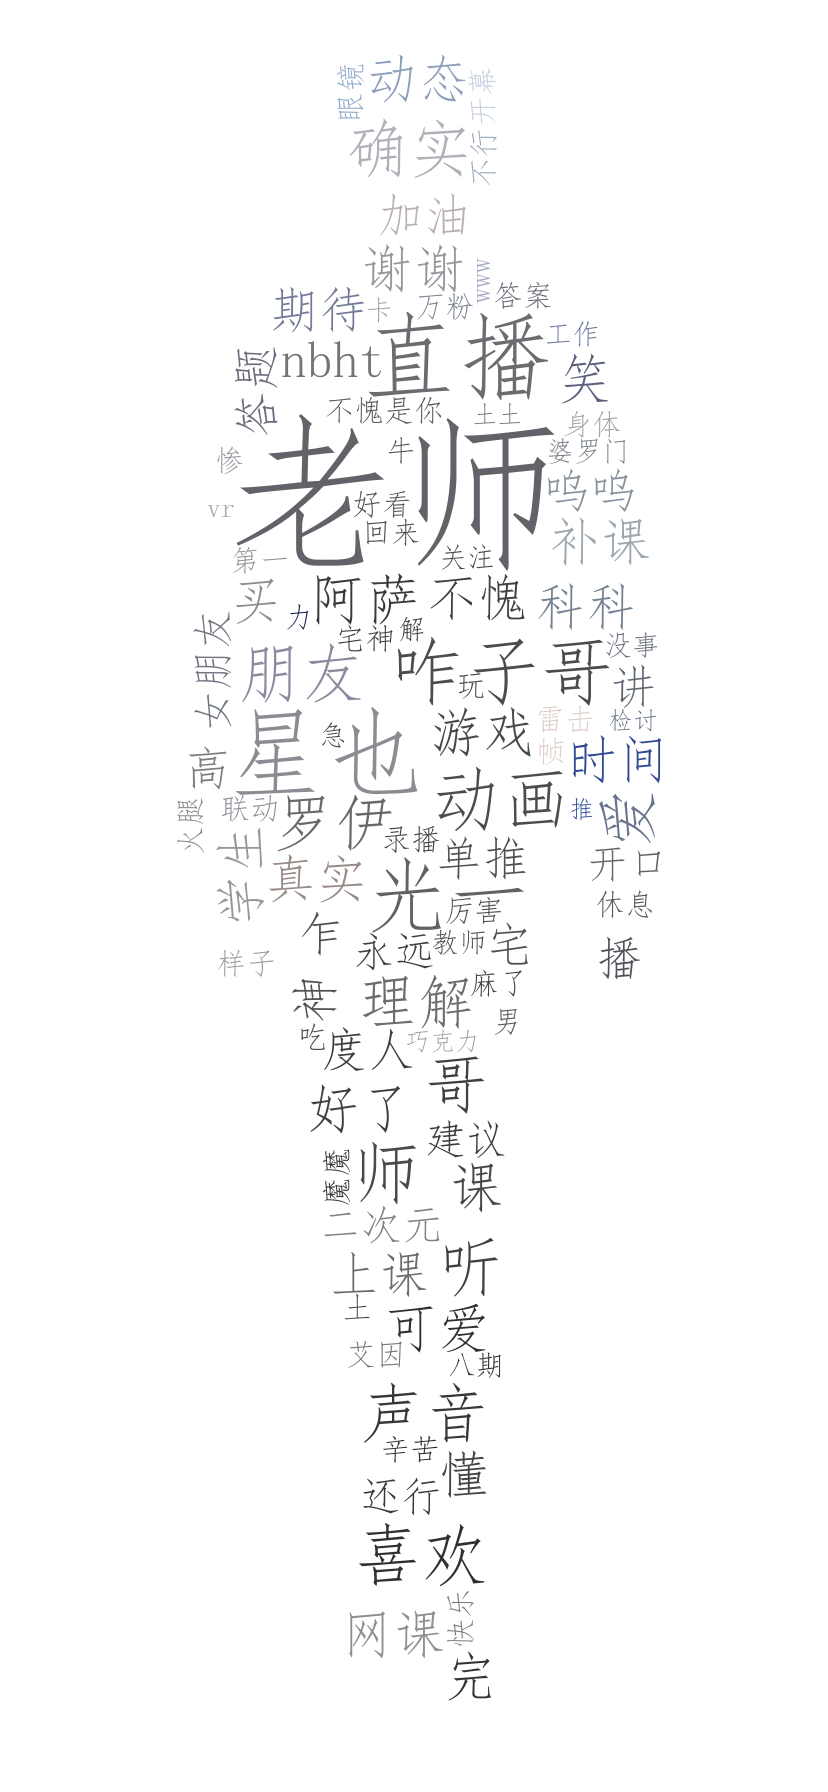 眼镜
动态
开幕
确实
不行
加油
谢谢
www
答案
期待
卡
万粉
直播
工作
nbht
答题
笑
不愧是你
土土
身体
惨
牛
婆罗门
老师
呜呜
vr
好看
回来
补课
第一
关注
买
力
阿萨
不愧
科科
宅神
解
女朋友
朋友
咋子哥
玩
没事
讲
星也
急
游戏
雷击
检讨
帧
时间
高
动画
推
爱
火腿
联动
罗伊
录播
单推
学生
真实
光一
开口
厉害
休息
乍
永远
教师
宅
播
样子
神
理解
麻了
男
吃
度人
巧克力
哥
好了
建议
魔魔
师
课
二次元
上课
听
土
可爱
艾因
八期
声音
辛苦
懂
还行
喜欢
快乐
网课
完